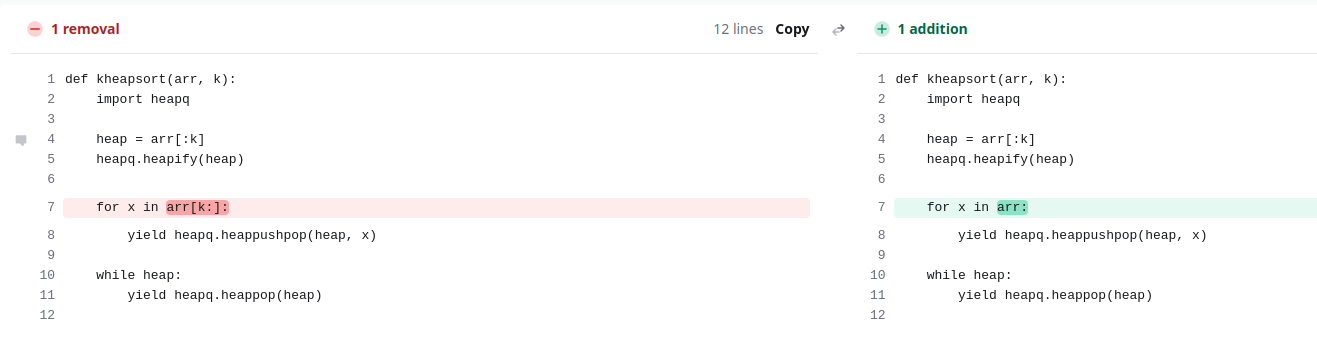 1 removal
12 lines Copy
1 def kheapsort(arr, k):
2     import heapq
3
4     heap = arr[:k]
5     heapq.heapify(heap)
6
7     for x in arr[k:]:
8         yield heapq.heappushpop(heap, x)
9
10     while heap:
11         yield heapq.heappop(heap)
12
1 addition
1 def kheapsort(arr, k):
2     import heapq
3
4     heap = arr[:k]
5     heapq.heapify(heap)
6
7     for x in arr:
8         yield heapq.heappushpop(heap, x)
9
10     while heap:
11         yield heapq.heappop(heap)
12